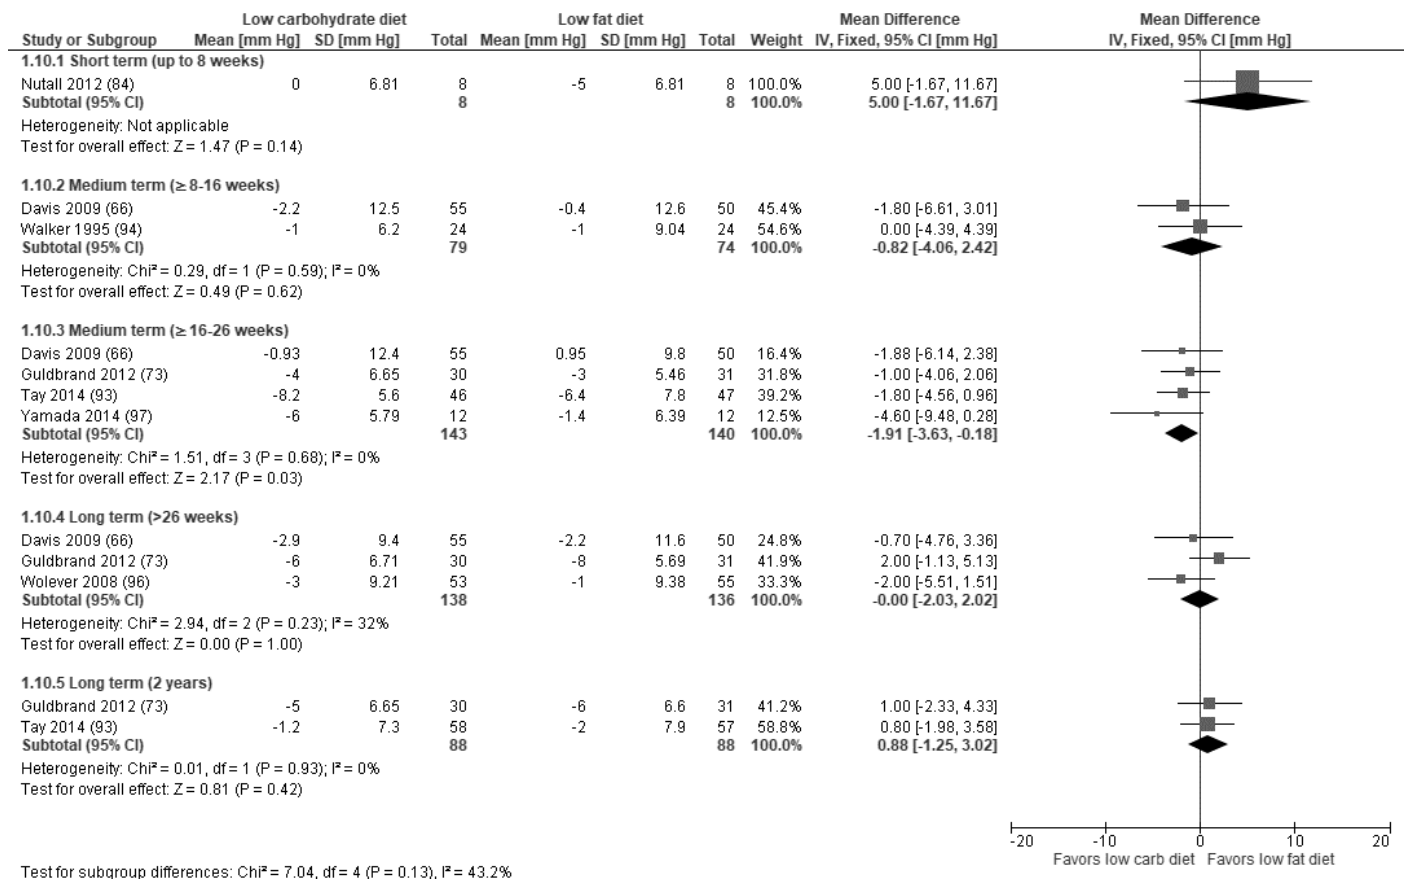 Low carbohydrate diet Low fat diet Mean Difference Mean Difference
Study or Subgroup Mean [mm Hg] SD [mm Hg] Total Mean [mm Hg] SD [mm Hg] Total Weight IV, Fixed, 95% CI [mm Hg] IV, Fixed, 95% CI [mm Hg]
1.10.1 Short term (up to 8 weeks)
Nutall 2012 (84) 0 6.81 8 -5 6.81 8 100.0% 5.00 [-1.67, 11.67]
Subtotal (95% CI) 8 8 100.0% 5.00 [-1.67, 11.67]
Heterogeneity: Not applicable
Test for overall effect: Z = 1.47 (P = 0.14)
1.10.2 Medium term (≥ 8-16 weeks)
Davis 2009 (66) -2.2 12.5 55 -0.4 12.6 50 45.4% -1.80 [-6.61, 3.01]
Walker 1995 (94) -1 6.2 24 -1 9.04 24 54.6% 0.00 [-4.39, 4.39]
Subtotal (95% CI) 79 74 100.0% -0.82 [-4.06, 2.42]
Heterogeneity: Chi² = 0.29, df = 1 (P = 0.59); I² = 0%
Test for overall effect: Z = 0.49 (P = 0.62)
1.10.3 Medium term (≥ 16-26 weeks)
Davis 2009 (66) -0.93 12.4 55 0.95 9.8 50 16.4% -1.88 [-6.14, 2.38]
Guldbrand 2012 (73) -4 6.65 30 -3 5.46 31 31.8% -1.00 [-4.06, 2.06]
Tay 2014 (93) -8.2 5.6 46 -6.4 7.8 47 39.2% -1.80 [-4.56, 0.96]
Yamada 2014 (97) -6 5.79 12 -1.4 6.39 12 12.5% -4.60 [-9.48, 0.28]
Subtotal (95% CI) 143 140 100.0% -1.91 [-3.63, -0.18]
Heterogeneity: Chi² = 1.51, df = 3 (P = 0.68); I² = 0%
Test for overall effect: Z = 2.17 (P = 0.03)
1.10.4 Long term (>26 weeks)
Davis 2009 (66) -2.9 9.4 55 -2.2 11.6 50 24.8% -0.70 [-4.76, 3.36]
Guldbrand 2012 (73) -6 6.71 30 -8 5.69 31 41.9% 2.00 [-1.13, 5.13]
Wolever 2008 (96) -3 9.21 53 -1 9.38 55 33.3% -2.00 [-5.51, 1.51]
Subtotal (95% CI) 138 136 100.0% -0.00 [-2.03, 2.02]
Heterogeneity: Chi² = 2.94, df = 2 (P = 0.23); I² = 32%
Test for overall effect: Z = 0.00 (P = 1.00)
1.10.5 Long term (2 years)
Guldbrand 2012 (73) -5 6.65 30 -6 6.6 31 41.2% 1.00 [-2.33, 4.33]
Tay 2014 (93) -1.2 7.3 58 -2 7.9 57 58.8% 0.80 [-1.98, 3.58]
Subtotal (95% CI) 88 88 100.0% 0.88 [-1.25, 3.02]
Heterogeneity: Chi² = 0.01, df = 1 (P = 0.93); I² = 0%
Test for overall effect: Z = 0.81 (P = 0.42)
-20 -10 0 10 20
Favors low carb diet Favors low fat diet
Test for subgroup differences: Chi² = 7.04, df = 4 (P = 0.13), I² = 43.2%